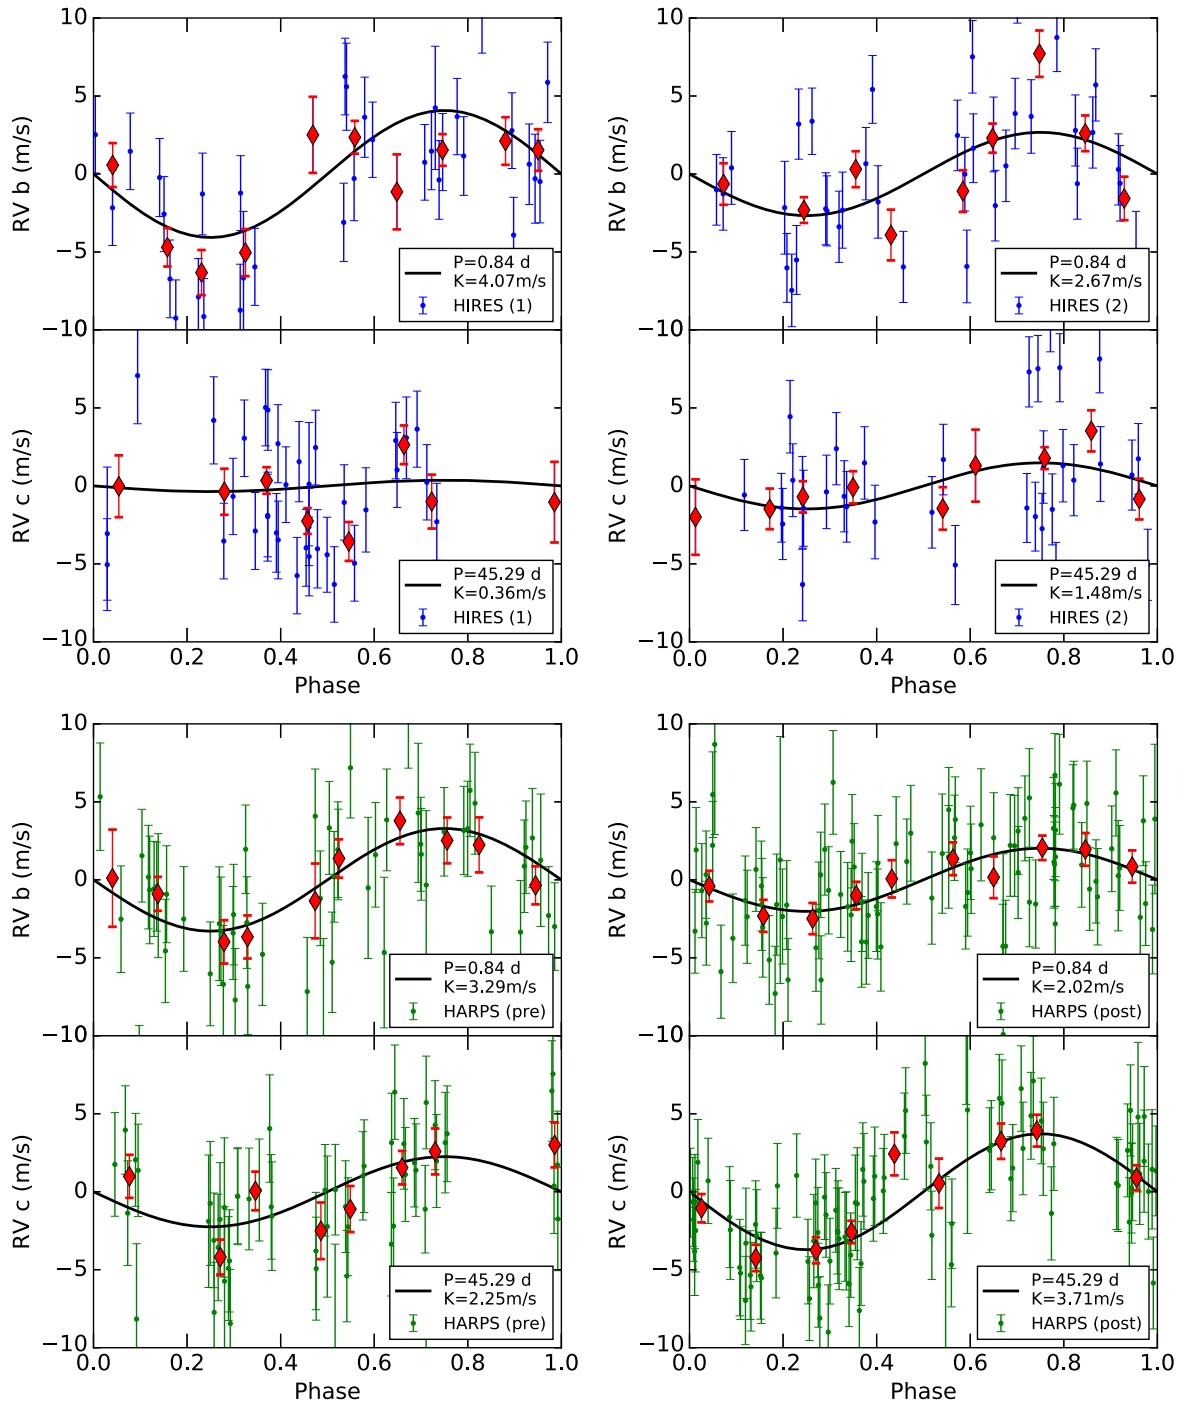 10
5
0
−5
−10
RV b (m/s)
P=0.84 d
K=4.07m/s
HIRES (1)
5
0
−5
−10
RV c (m/s)
P=45.29 d
K=0.36m/s
HIRES (1)
0.0 0.2 0.4 0.6 0.8 1.0
Phase
10
5
0
−5
−10
RV b (m/s)
P=0.84 d
K=2.67m/s
HIRES (2)
5
0
−5
−10
RV c (m/s)
P=45.29 d
K=1.48m/s
HIRES (2)
0.0 0.2 0.4 0.6 0.8 1.0
Phase
10
5
0
−5
−10
RV b (m/s)
P=0.84 d
K=3.29m/s
HARPS (pre)
5
0
−5
−10
RV c (m/s)
P=45.29 d
K=2.25m/s
HARPS (pre)
0.0 0.2 0.4 0.6 0.8 1.0
Phase
10
5
0
−5
−10
RV b (m/s)
P=0.84 d
K=2.02m/s
HARPS (post)
5
0
−5
−10
RV c (m/s)
P=45.29 d
K=3.71m/s
HARPS (post)
0.0 0.2 0.4 0.6 0.8 1.0
Phase